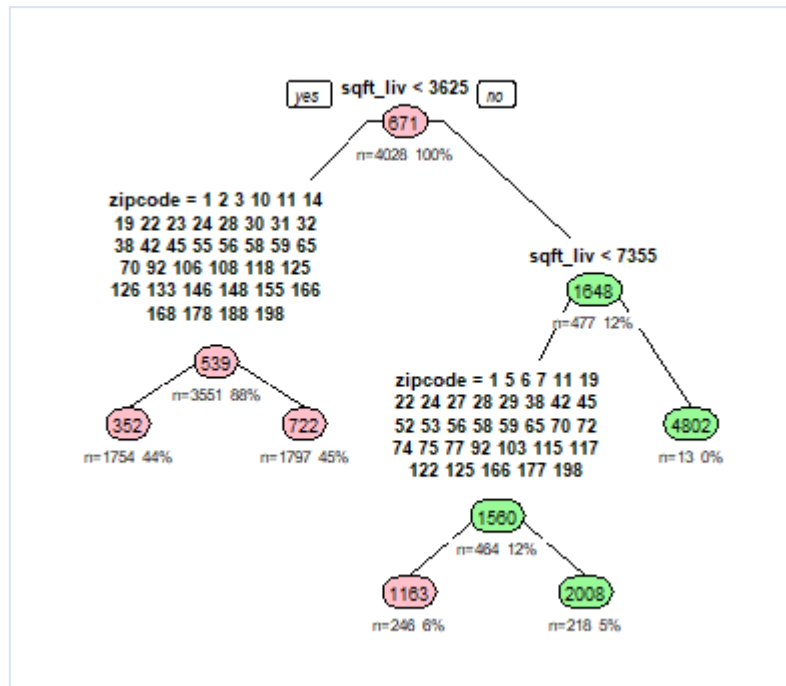 sqft_liv < 3625
yes
no
671
n=4028 100%
zipcode = 1 2 3 10 11 14
19 22 23 24 28 30 31 32
38 42 45 55 56 58 59 65
70 92 106 108 118 125
126 133 146 148 155 166
168 178 188 198
539
n=3551 88%
352
n=1754 44%
722
n=1797 45%
sqft_liv < 7355
1648
n=477 12%
zipcode = 1 5 6 7 11 19
22 24 27 28 29 38 42 45
52 53 56 58 59 65 70 72
74 75 77 92 103 115 117
122 125 166 177 198
1560
n=464 12%
1163
n=246 6%
2008
n=218 5%
4802
n=13 0%